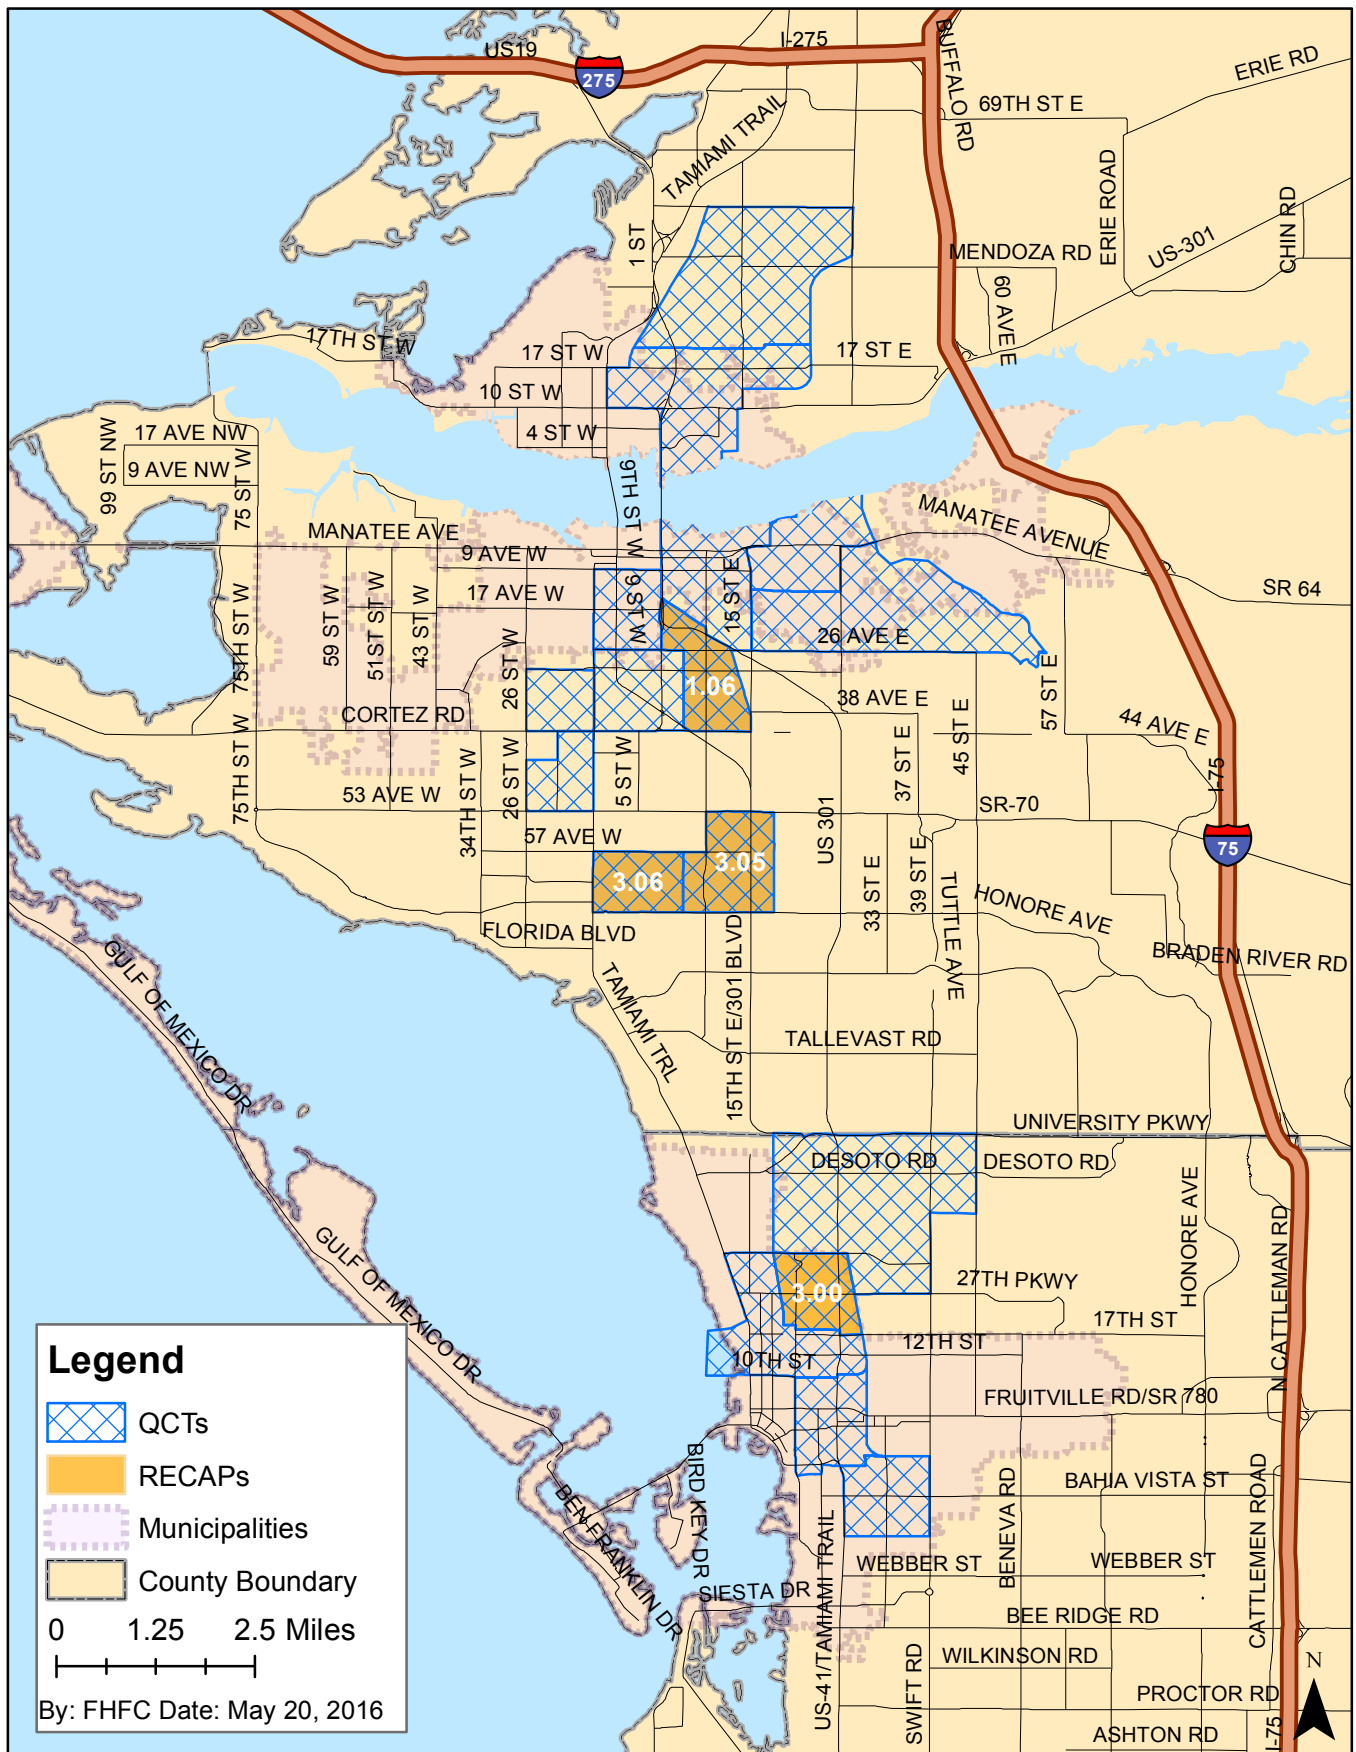 US19
I-275
275
BUFFALO RD
ERIE RD
69TH ST E
TAMIAMI TRAIL
ERIE ROAD
CHIN RD
US-301
1 ST
MENDOZA RD
60 AVE E
17TH ST W
17 ST W
17 ST E
10 ST W
4 ST W
99 ST NW
17 AVE NW
9 AVE NW
75 ST W
9TH ST W
MANATEE AVE
9 AVE W
MANATEE AVENUE
SR 64
17 AVE W
9 ST W
15 ST E
26 AVE E
75TH ST W
59 ST W
51ST ST W
43 ST W
26 ST W
57 ST E
1.06
38 AVE E
CORTEZ RD
44 AVE E
45 ST E
37 ST E
75TH ST W
34TH ST W
26 ST W
5 ST W
I-75
53 AVE W
SR-70
57 AVE W
US 301
75
3.06
3.05
33 ST E
39 ST E
TUTTLE AVE
HONORE AVE
FLORIDA BLVD
BRADEN RIVER RD
GULF OF MEXICO DR
TAMIAMI TRL
15TH ST E/301 BLVD
TALLEVAST RD
UNIVERSITY PKWY
DESOTO RD
DESOTO RD
HONORE AVE
N CATTLEMAN RD
GULF OF MEXICO DR
3.00
27TH PKWY
17TH ST
12TH ST
10TH ST
FRUITVILLE RD/SR 780
BIRD KEY DR
BEN FRANKLIN DR
BENEVA RD
BAHIA VISTA ST
CATTLEMEN ROAD
US-41/TAMIAMI TRAIL
WEBBER ST
WEBBER ST
SIESTA DR
BEE RIDGE RD
SWIFT RD
WILKINSON RD
PROCTOR RD
ASHTON RD
I-75
N
Legend
QCTs
RECAPs
Municipalities
County Boundary
0 1.25 2.5 Miles
By: FHFC Date: May 20, 2016